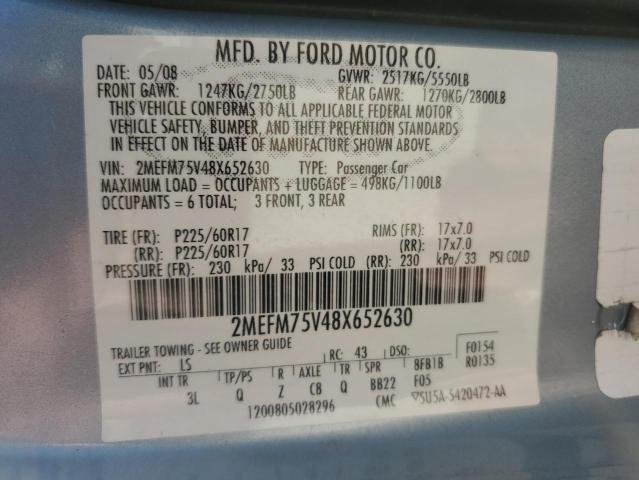 MFD. BY FORD MOTOR CO.
DATE: 05/08 GVWR: 2517KG/5550LB
FRONT GAWR: 1247KG/2750LB REAR GAWR: 1270KG/2800LB
THIS VEHICLE CONFORMS TO ALL APPLICABLE FEDERAL MOTOR
VEHICLE SAFETY, BUMPER, AND THEFT PREVENTION STANDARDS
IN EFFECT ON THE DATE OF MANUFACTURE SHOWN ABOVE.
VIN: 2MEFM75V48X652630 TYPE: Passenger Car
MAXIMUM LOAD = OCCUPANTS + LUGGAGE = 498KG/1100LB
OCCUPANTS = 6 TOTAL; 3 FRONT, 3 REAR
TIRE (FR): P225/60R17 RIMS (FR): 17x7.0
(RR): P225/60R17 (RR): 17x7.0
PRESSURE (FR): 230 kPa/ 33 PSI COLD (RR): 230 kPa/ 33 PSI COLD
2MEFM75V48X652630
TRAILER TOWING - SEE OWNER GUIDE
EXT PNT: LS RC: 43 DSO: F0154
INT TR TP/PS R AXLE TR SPR BFB1B R0135
3L Q Z C8 Q BB22 F05
1200805028296 CMC 5U5A-5420472-AA